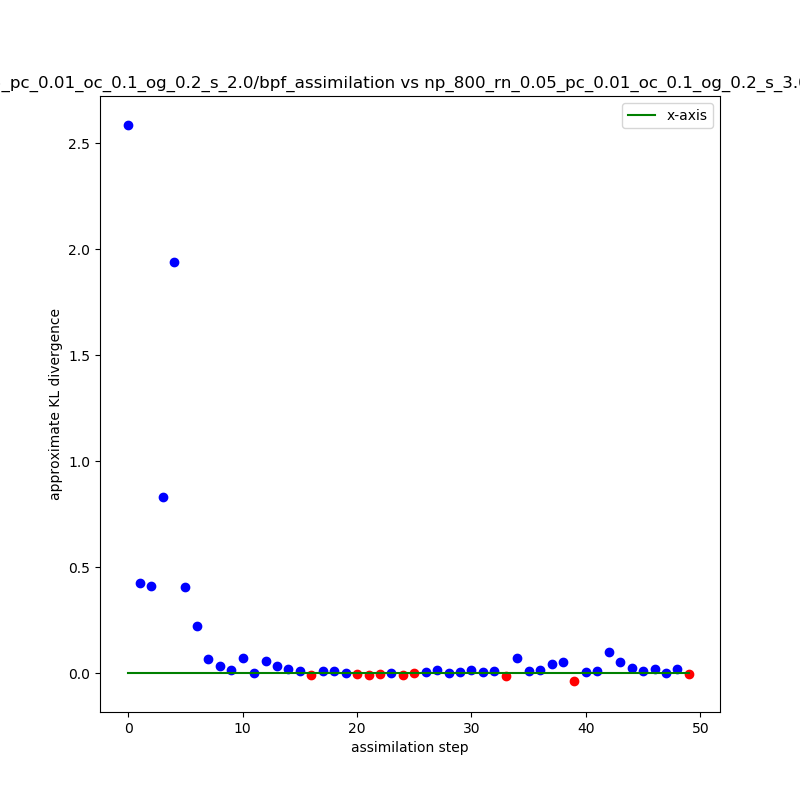 _pc_0.01_oc_0.1_og_0.2_s_2.0/bpf_assimilation vs np_800_rn_0.05_pc_0.01_oc_0.1_og_0.2_s_3.0
x-axis
approximate KL divergence
2.5
2.0
1.5
1.0
0.5
0.0
0 10 20 30 40 50
assimilation step